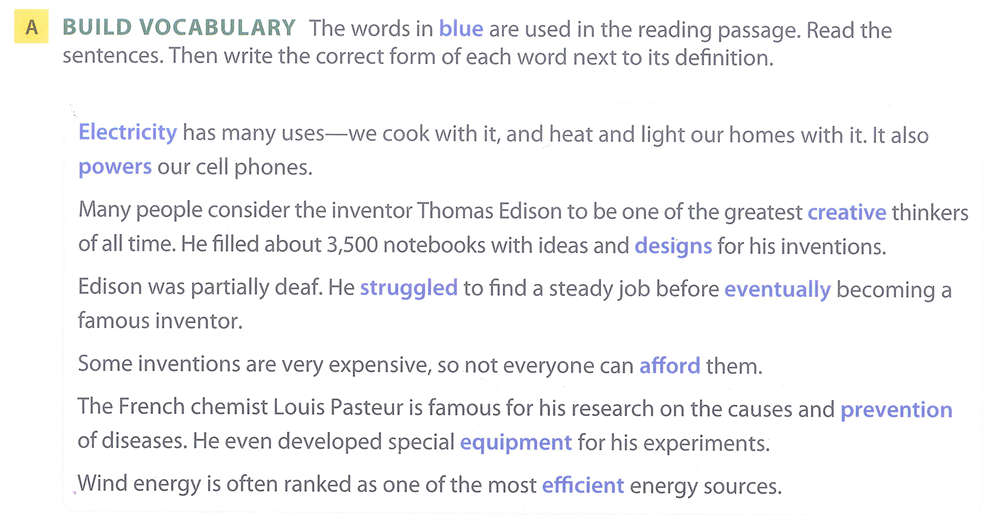 A BUILD VOCABULARY The words in blue are used in the reading passage. Read the
sentences. Then write the correct form of each word next to its definition.
Electricity has many uses—we cook with it, and heat and light our homes with it. It also
powers our cell phones.
Many people consider the inventor Thomas Edison to be one of the greatest creative thinkers
of all time. He filled about 3,500 notebooks with ideas and designs for his inventions.
Edison was partially deaf. He struggled to find a steady job before eventually becoming a
famous inventor.
Some inventions are very expensive, so not everyone can afford them.
The French chemist Louis Pasteur is famous for his research on the causes and prevention
of diseases. He even developed special equipment for his experiments.
Wind energy is often ranked as one of the most efficient energy sources.